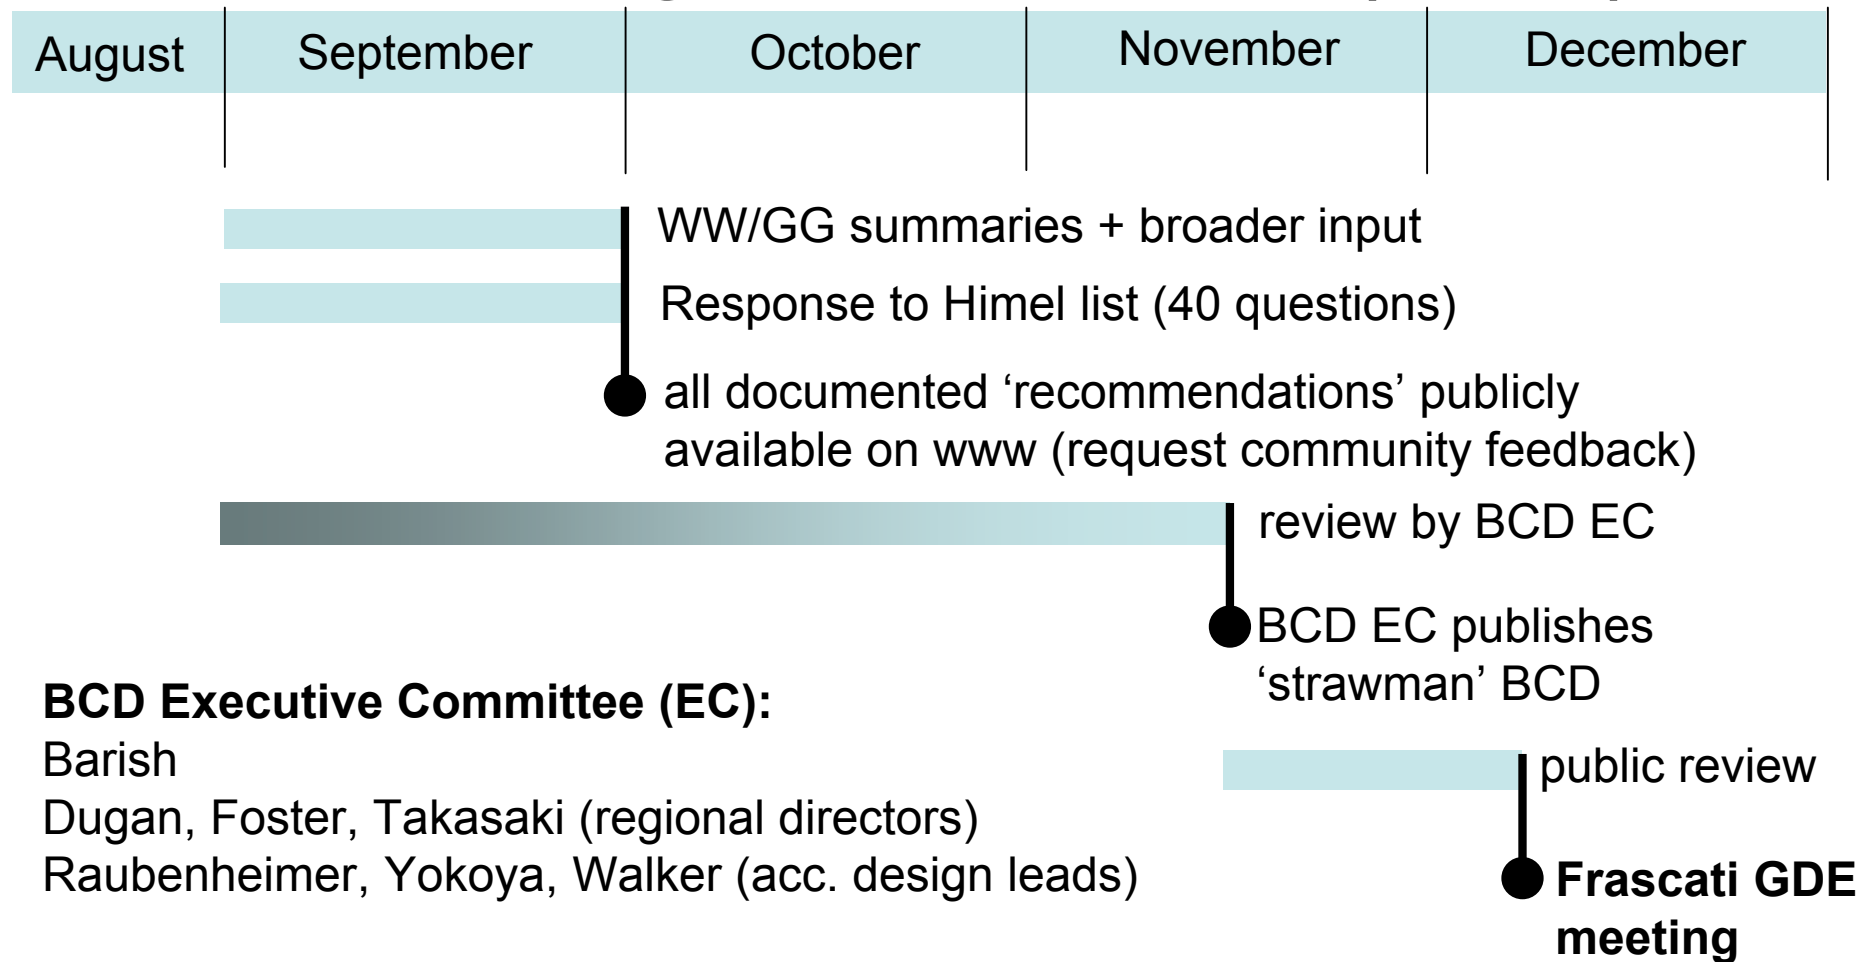 August September October November December
WW/GG summaries + broader input
Response to Himel list (40 questions)
all documented ‘recommendations’ publicly
available on www (request community feedback)
review by BCD EC
BCD EC publishes
‘strawman’ BCD
BCD Executive Committee (EC):
Barish
Dugan, Foster, Takasaki (regional directors)
Raubenheimer, Yokoya, Walker (acc. design leads)
public review
Frascati GDE
meeting